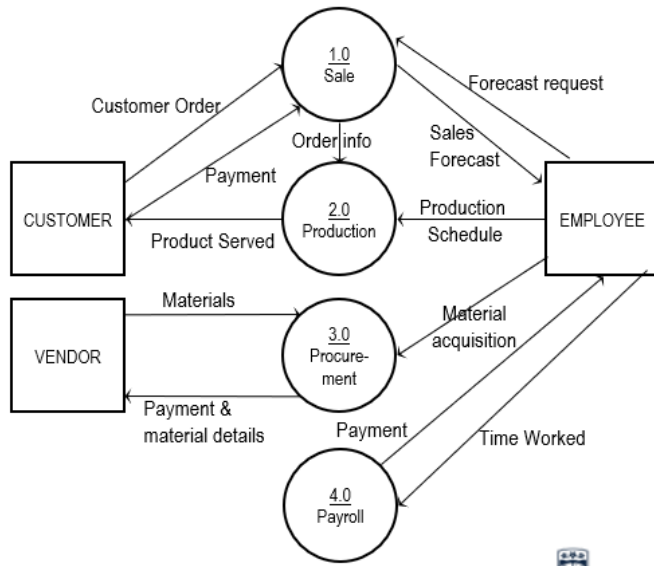 1.0
Sale
Forecast request
Customer Order
Sales
Forecast
Order info
Payment
CUSTOMER
2.0
Production
Production
Schedule
EMPLOYEE
Product Served
Materials
Material
acquisition
VENDOR
3.0
Procure-
ment
Payment &
material details
Payment
Time Worked
4.0
Payroll